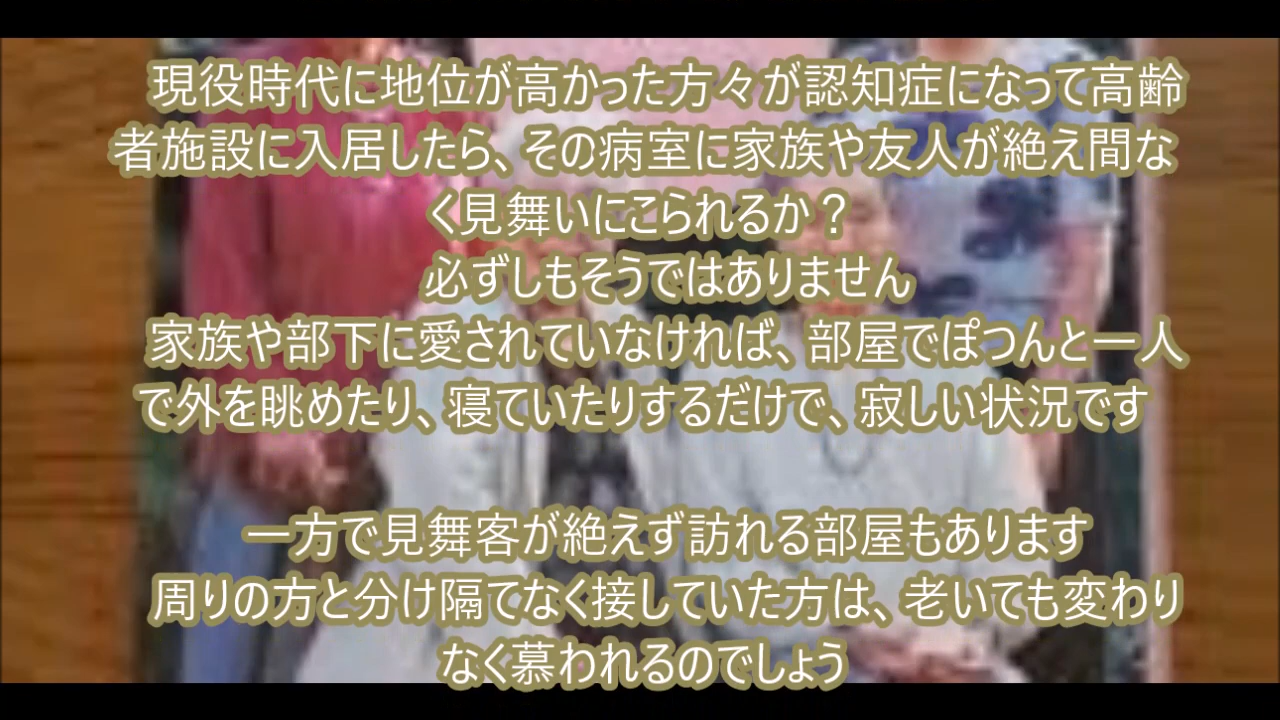 現役時代に地位が高かった方々が認知症になって高齢
者施設に入居したら、その病室に家族や友人が絶え間な
く見舞いにこられるか？
必ずしもそうではありません
家族や部下に愛されていなければ、部屋でぽつんと一人
で外を眺めたり、寝ていたりするだけで、寂しい状況です
一方で見舞客が絶えず訪れる部屋もあります
周りの方と分け隔てなく接していた方は、老いても変わり
なく慕われるのでしょう